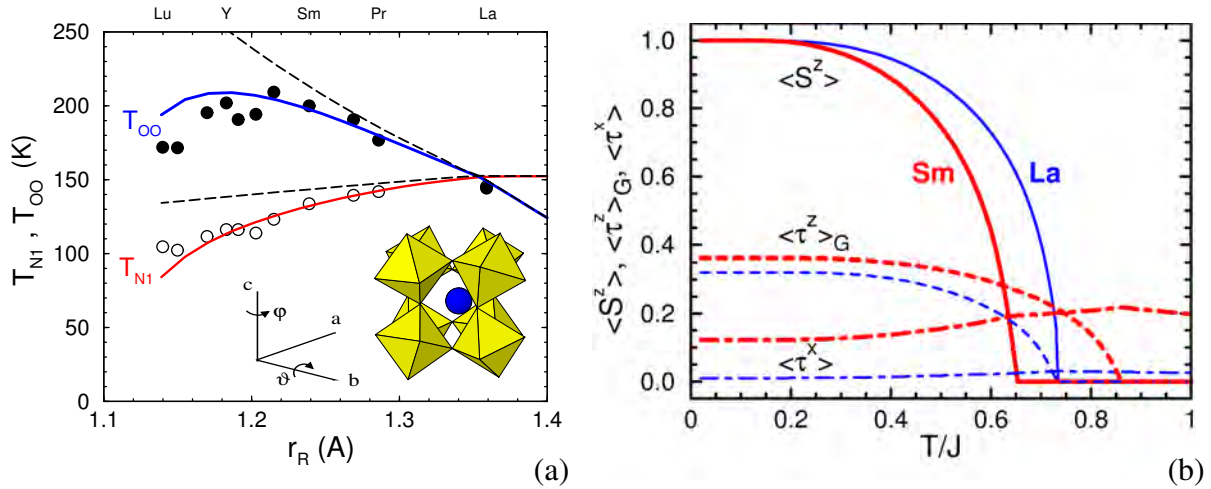 Lu Y Sm Pr La
250
200
150
100
50
0
T_N1 , T_OO (K)
T_OO
T_N1
c
φ
a
ϑ
b
1.1 1.2 1.3 1.4
r_R (A)
(a)
1.0
0.8
0.6
0.4
0.2
0.0
<S^z>, <τ^z>_G, <τ^x>
<S^z>
Sm La
<τ^z>_G
<τ^x>
0 0.2 0.4 0.6 0.8 1
T/J
(b)